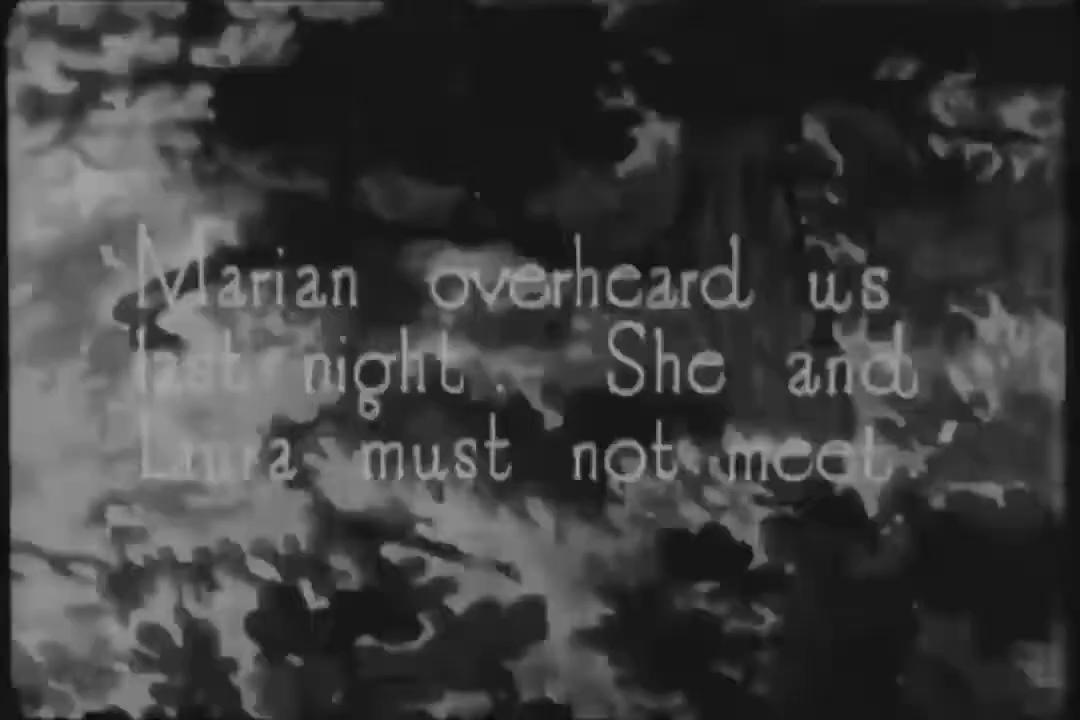 "Marian overheard us
last night. She and
Laura must not meet."